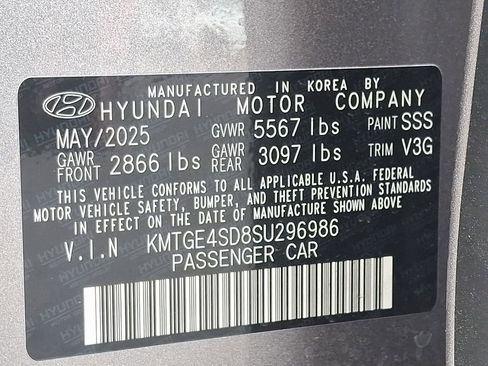 MANUFACTURED IN KOREA BY
HYUNDAI MOTOR COMPANY
MAY/2025 GVWR 5567 lbs PAINT SSS
GAWR FRONT 2866 lbs GAWR REAR 3097 lbs TRIM V3G
THIS VEHICLE CONFORMS TO ALL APPLICABLE U.S.A. FEDERAL
MOTOR VEHICLE SAFETY, BUMPER, AND THEFT PREVENTION STANDARDS
IN EFFECT ON THE DATE OF MANUFACTURE SHOWN ABOVE.
V.I.N KMTGE4SD8SU296986
PASSENGER CAR